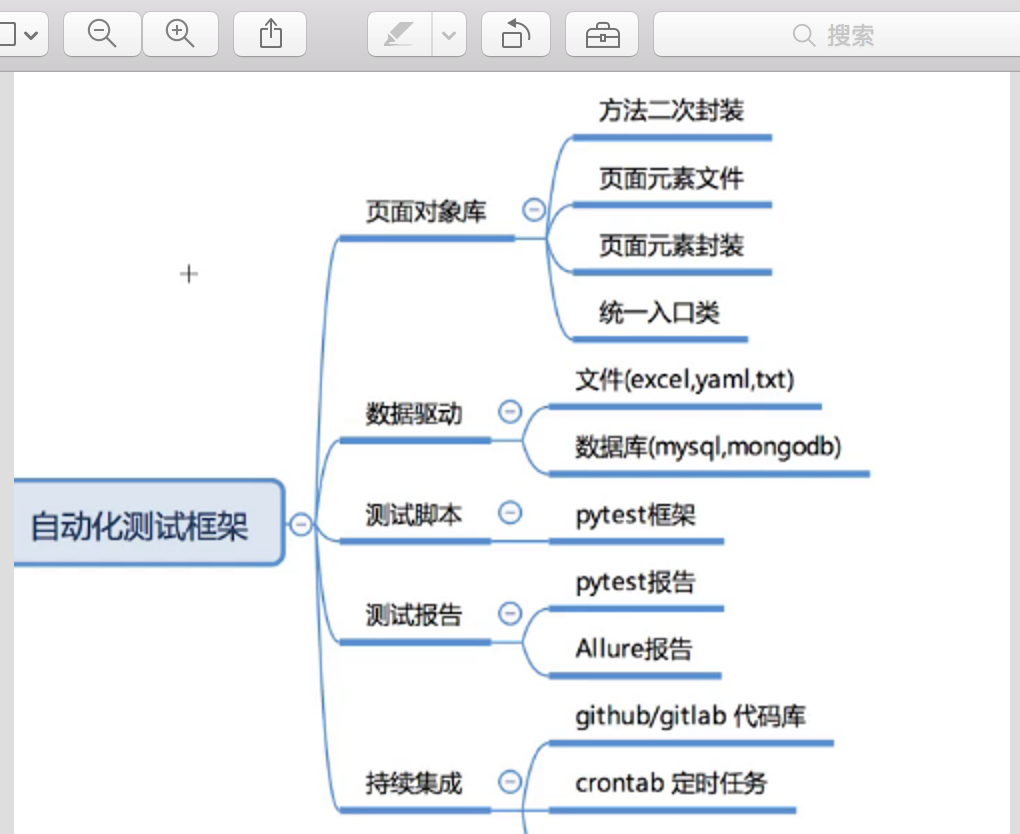 搜索
方法二次封装
页面元素文件
页面对象库
页面元素封装
统一入口类
文件(excel,yaml,txt)
数据驱动
数据库(mysql,mongodb)
测试脚本
pytest框架
自动化测试框架
pytest报告
测试报告
Allure报告
github/gitlab 代码库
持续集成
crontab 定时任务